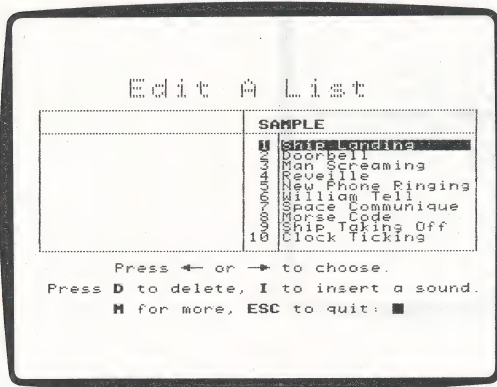 Edit A List
SAMPLE
1 Ship Landing
2 Doorbell
3 Man Screaming
4 Reveille
5 New Phone Ringing
6 William Tell
7 Space Communique
8 Morse Code
9 Ship Taking Off
10 Clock Ticking
Press ← or → to choose.
Press D to delete, I to insert a sound.
M for more, ESC to quit: